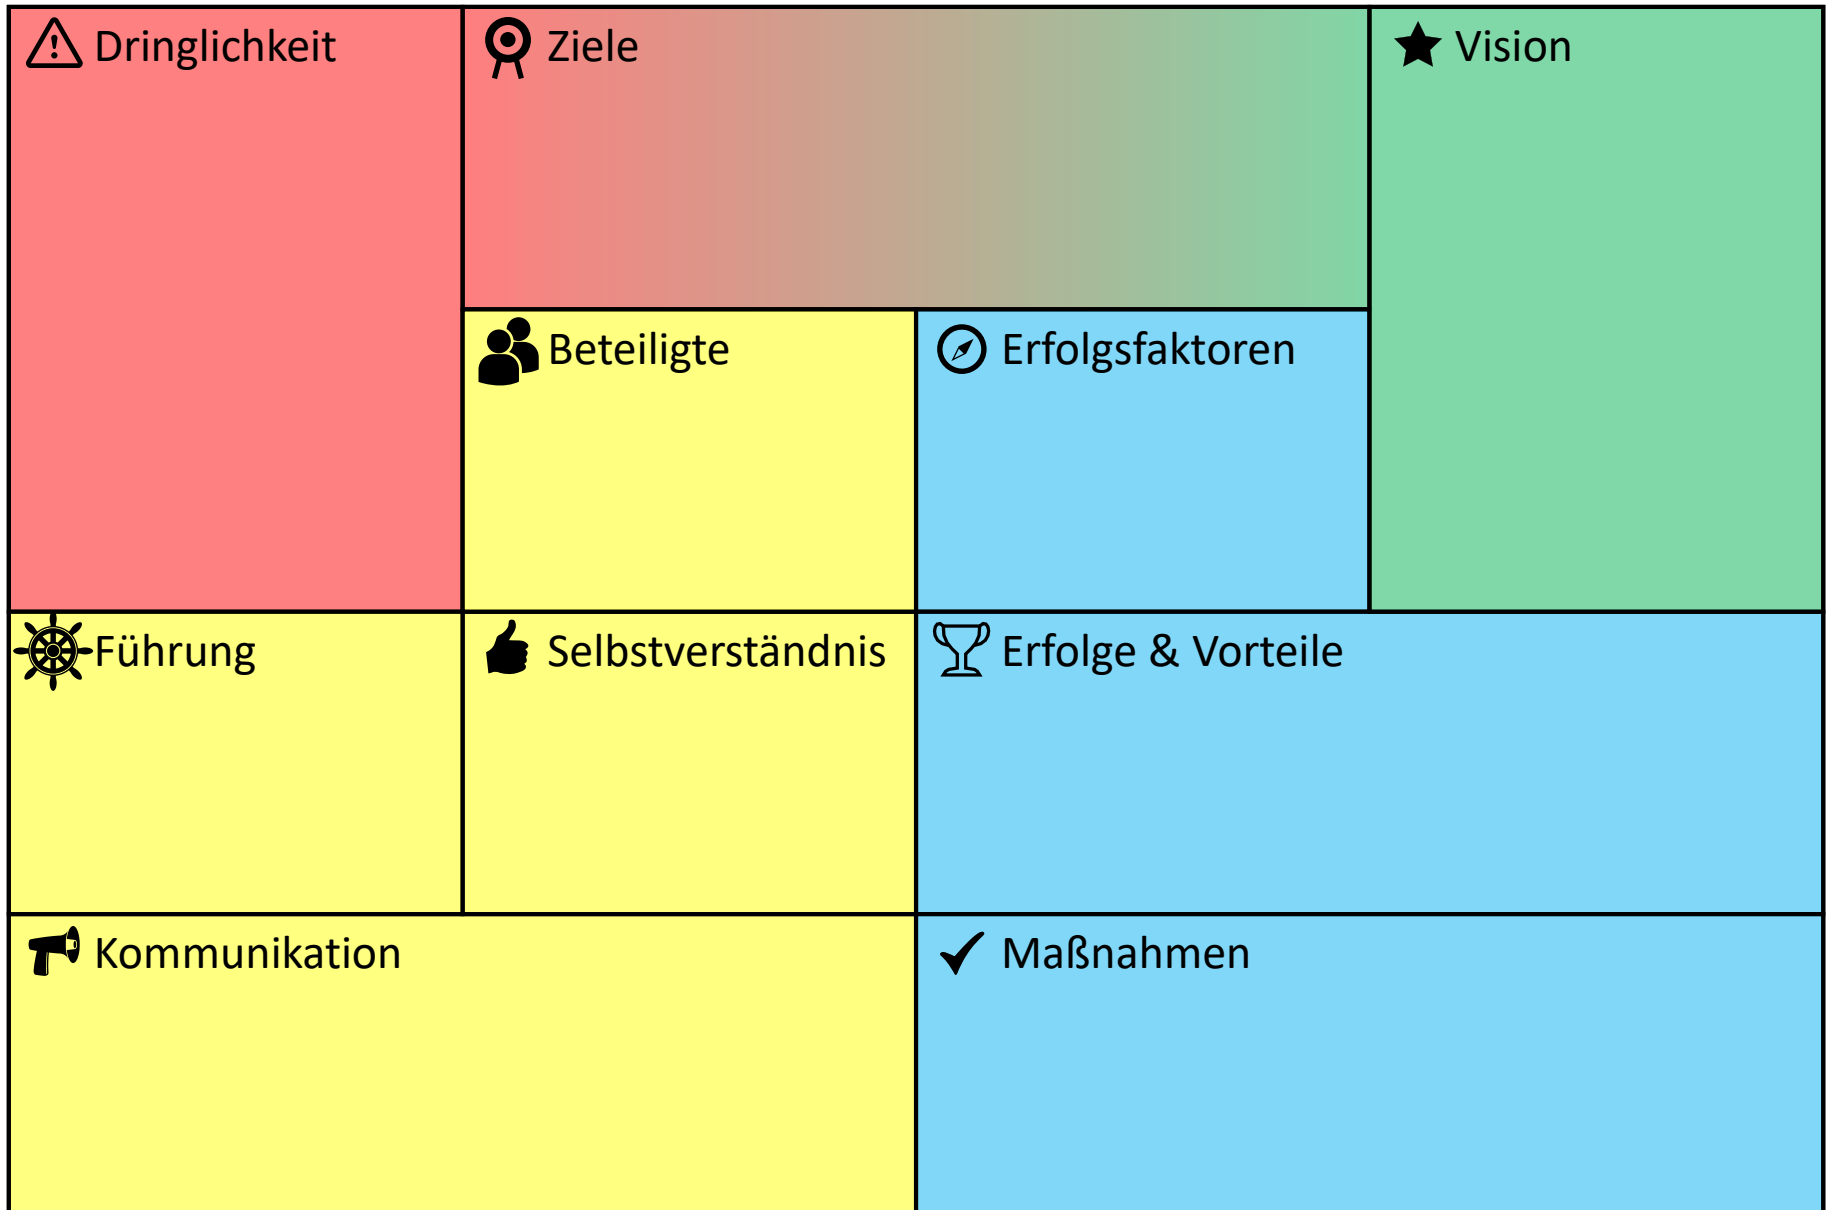 Dringlichkeit
Ziele
Vision
Beteiligte
Erfolgsfaktoren
Führung
Selbstverständnis
Erfolge & Vorteile
Kommunikation
Maßnahmen